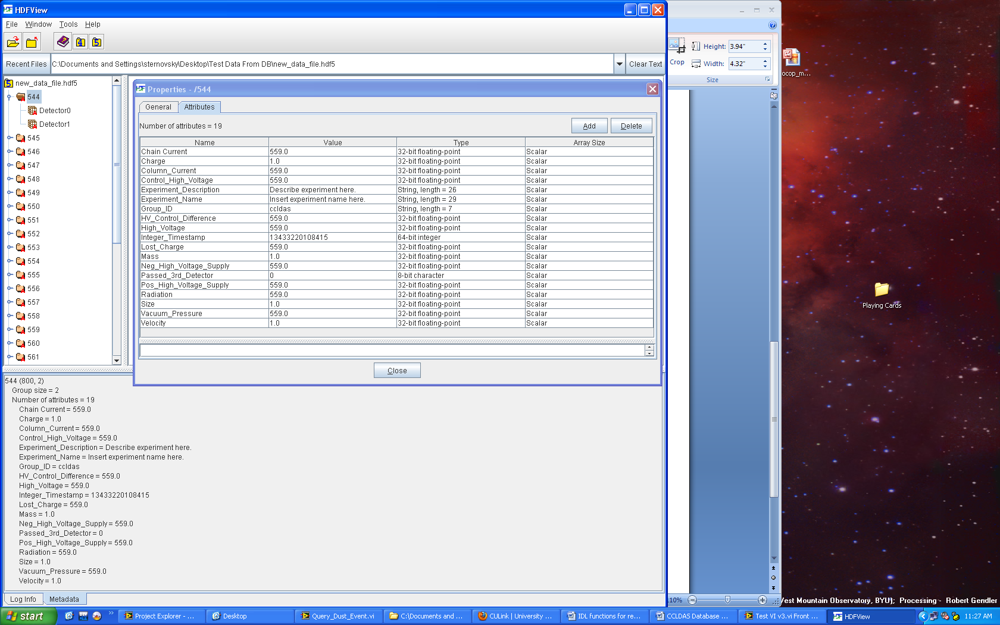 HDFView
File Window Tools Help
Recent Files C:\Documents and Settings\sternovsky\Desktop\Test Data From DB\new_data_file.hdf5 Clear Text
new_data_file.hdf5
544
Detector0
Detector1
545
546
547
548
549
550
551
552
553
554
555
556
557
558
559
560
561
Properties - /544
General Attributes
Number of attributes = 19 Add Delete
Name Value Type Array Size
Chain Current 559.0 32-bit floating-point Scalar
Charge 1.0 32-bit floating-point Scalar
Column_Current 559.0 32-bit floating-point Scalar
Control_High_Voltage 559.0 32-bit floating-point Scalar
Experiment_Description Describe experiment here. String, length = 26 Scalar
Experiment_Name Insert experiment name here. String, length = 29 Scalar
Group_ID ccldas String, length = 7 Scalar
HV_Control_Difference 559.0 32-bit floating-point Scalar
High_Voltage 559.0 32-bit floating-point Scalar
Integer_Timestamp 13433220108415 64-bit integer Scalar
Lost_Charge 559.0 32-bit floating-point Scalar
Mass 1.0 32-bit floating-point Scalar
Neg_High_Voltage_Supply 559.0 32-bit floating-point Scalar
Passed_3rd_Detector 0 8-bit character Scalar
Pos_High_Voltage_Supply 559.0 32-bit floating-point Scalar
Radiation 559.0 32-bit floating-point Scalar
Size 1.0 32-bit floating-point Scalar
Vacuum_Pressure 559.0 32-bit floating-point Scalar
Velocity 1.0 32-bit floating-point Scalar
Close
544 (800, 2)
Group size = 2
Number of attributes = 19
Chain Current = 559.0
Charge = 1.0
Column_Current = 559.0
Control_High_Voltage = 559.0
Experiment_Description = Describe experiment here.
Experiment_Name = Insert experiment name here.
Group_ID = ccldas
HV_Control_Difference = 559.0
High_Voltage = 559.0
Integer_Timestamp = 13433220108415
Lost_Charge = 559.0
Mass = 1.0
Neg_High_Voltage_Supply = 559.0
Passed_3rd_Detector = 0
Pos_High_Voltage_Supply = 559.0
Radiation = 559.0
Size = 1.0
Vacuum_Pressure = 559.0
Velocity = 1.0
Log Info Metadata
Height: 3.94"
Crop Width: 4.32"
Size
ocop_m...
Playing Cards
110%
West Mountain Observatory, BYU); Processing - Robert Gendler
start Project Explorer - ... Desktop Query_Dust_Event.vi C:\Documents and ... CULink | University ... IDL functions for re... CCLDAS Database ... Test VI v3.vi Front ... HDFView 11:27 AM